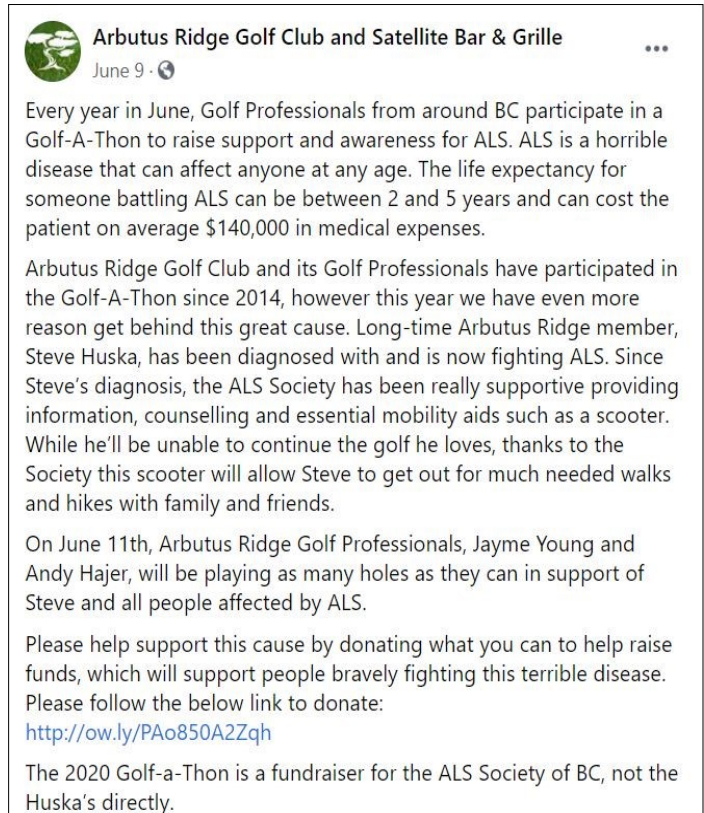 Arbutus Ridge Golf Club and Satellite Bar & Grille
June 9 ·
Every year in June, Golf Professionals from around BC participate in a
Golf-A-Thon to raise support and awareness for ALS. ALS is a horrible
disease that can affect anyone at any age. The life expectancy for
someone battling ALS can be between 2 and 5 years and can cost the
patient on average $140,000 in medical expenses.
Arbutus Ridge Golf Club and its Golf Professionals have participated in
the Golf-A-Thon since 2014, however this year we have even more
reason get behind this great cause. Long-time Arbutus Ridge member,
Steve Huska, has been diagnosed with and is now fighting ALS. Since
Steve's diagnosis, the ALS Society has been really supportive providing
information, counselling and essential mobility aids such as a scooter.
While he'll be unable to continue the golf he loves, thanks to the
Society this scooter will allow Steve to get out for much needed walks
and hikes with family and friends.
On June 11th, Arbutus Ridge Golf Professionals, Jayme Young and
Andy Hajer, will be playing as many holes as they can in support of
Steve and all people affected by ALS.
Please help support this cause by donating what you can to help raise
funds, which will support people bravely fighting this terrible disease.
Please follow the below link to donate:
http://ow.ly/PAo850A2Zqh
The 2020 Golf-a-Thon is a fundraiser for the ALS Society of BC, not the
Huska's directly.